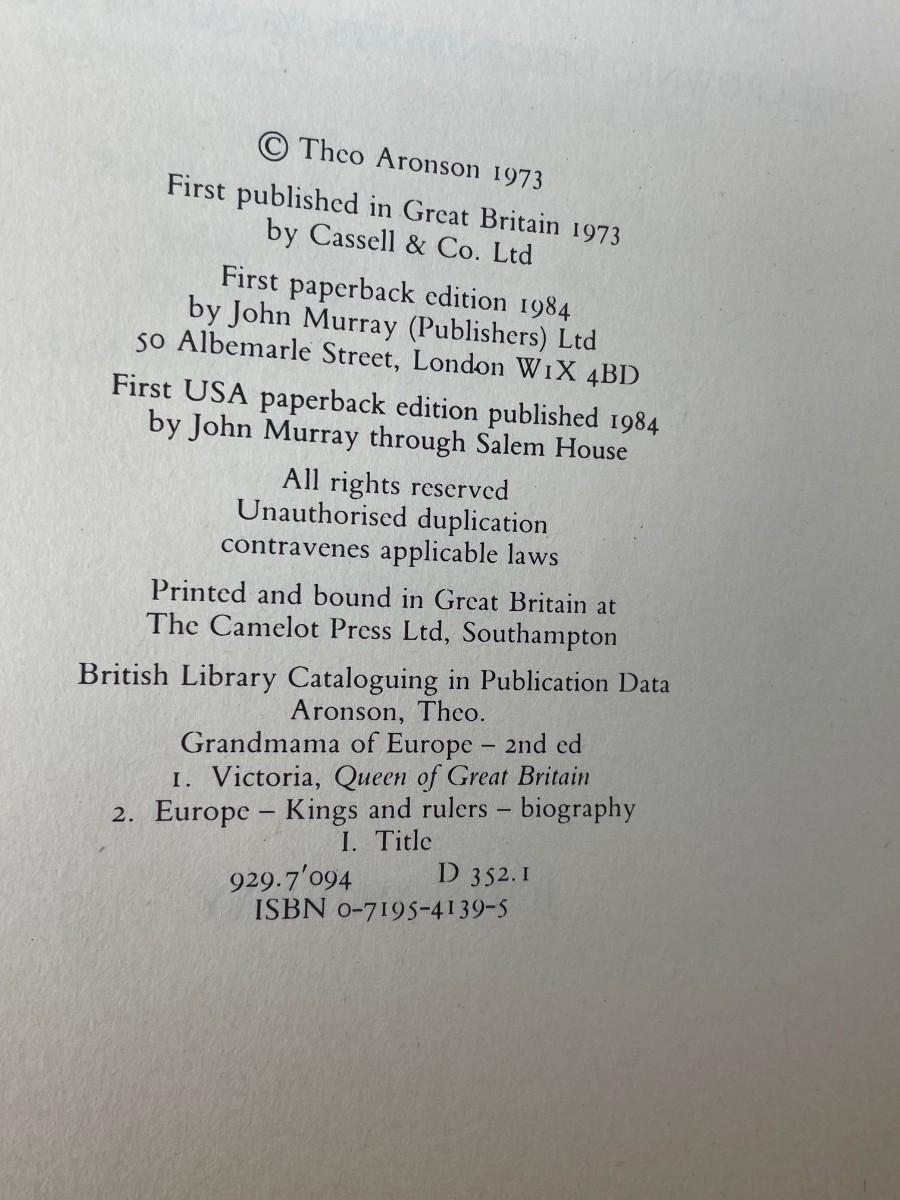 © Theo Aronson 1973
First published in Great Britain 1973
by Cassell & Co. Ltd
First paperback edition 1984
by John Murray (Publishers) Ltd
50 Albemarle Street, London W1X 4BD
First USA paperback edition published 1984
by John Murray through Salem House
All rights reserved
Unauthorised duplication
contravenes applicable laws
Printed and bound in Great Britain at
The Camelot Press Ltd, Southampton
British Library Cataloguing in Publication Data
Aronson, Theo.
Grandmama of Europe – 2nd ed
1. Victoria, Queen of Great Britain
2. Europe – Kings and rulers – biography
I. Title
929.7′094 D 352.1
ISBN 0-7195-4139-5